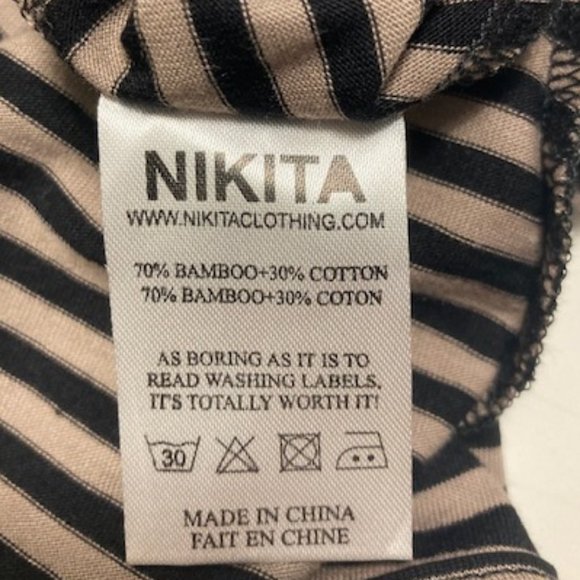 NIKITA
WWW.NIKITACLOTHING.COM
70% BAMBOO+30% COTTON
70% BAMBOO+30% COTON
AS BORING AS IT IS TO
READ WASHING LABELS,
IT'S TOTALLY WORTH IT!
30
MADE IN CHINA
FAIT EN CHINE